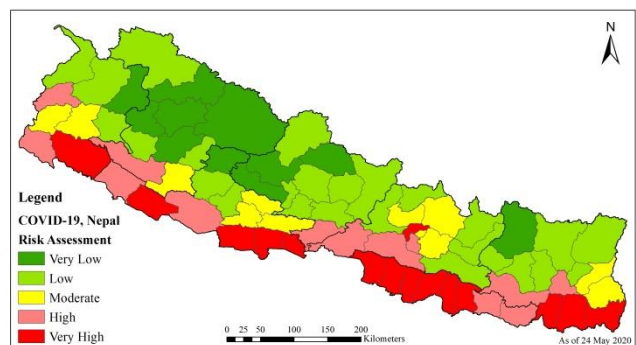 N
Legend
COVID-19, Nepal
Risk Assessment
Very Low
Low
Moderate
High
Very High
0 25 50 100 150 200
Kilometers
As of 24 May 2020